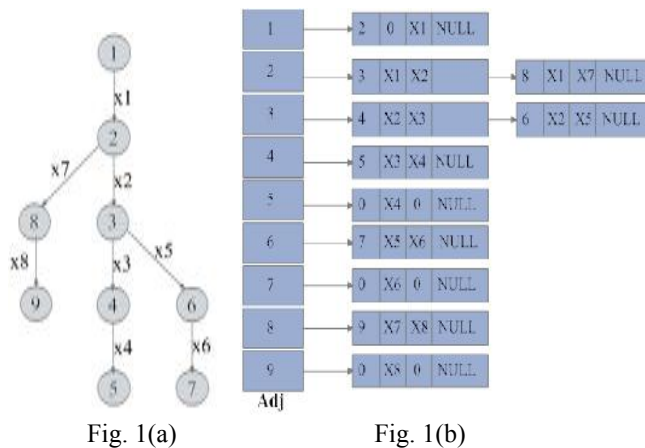 1
x1
2
x7
x2
8
3
x8
x3
x5
9
4
6
x4
x6
5
7
1
2 0 X1 NULL
2
3 X1 X2
8 X1 X7 NULL
3
4 X2 X3
6 X2 X5 NULL
4
5 X3 X4 NULL
5
0 X4 0 NULL
6
7 X5 X6 NULL
7
0 X6 0 NULL
8
9 X7 X8 NULL
9
0 X8 0 NULL
Adj
Fig. 1(a)
Fig. 1(b)